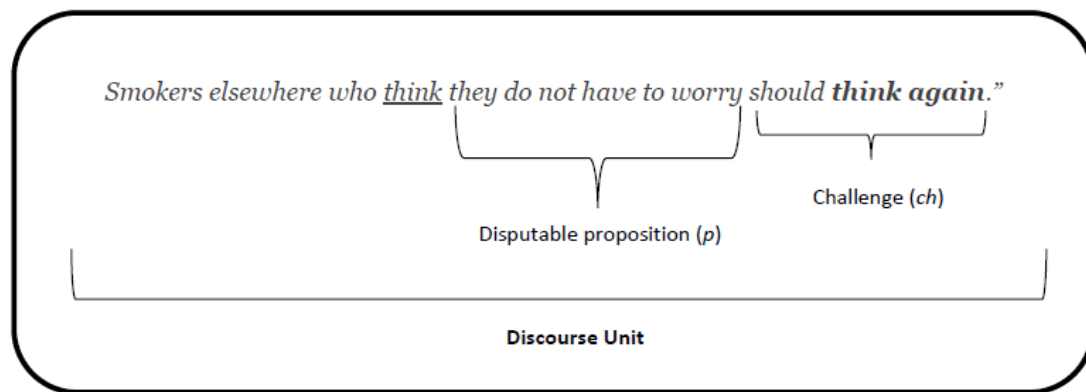 Smokers elsewhere who think they do not have to worry should think again.”
Challenge (ch)
Disputable proposition (p)
Discourse Unit